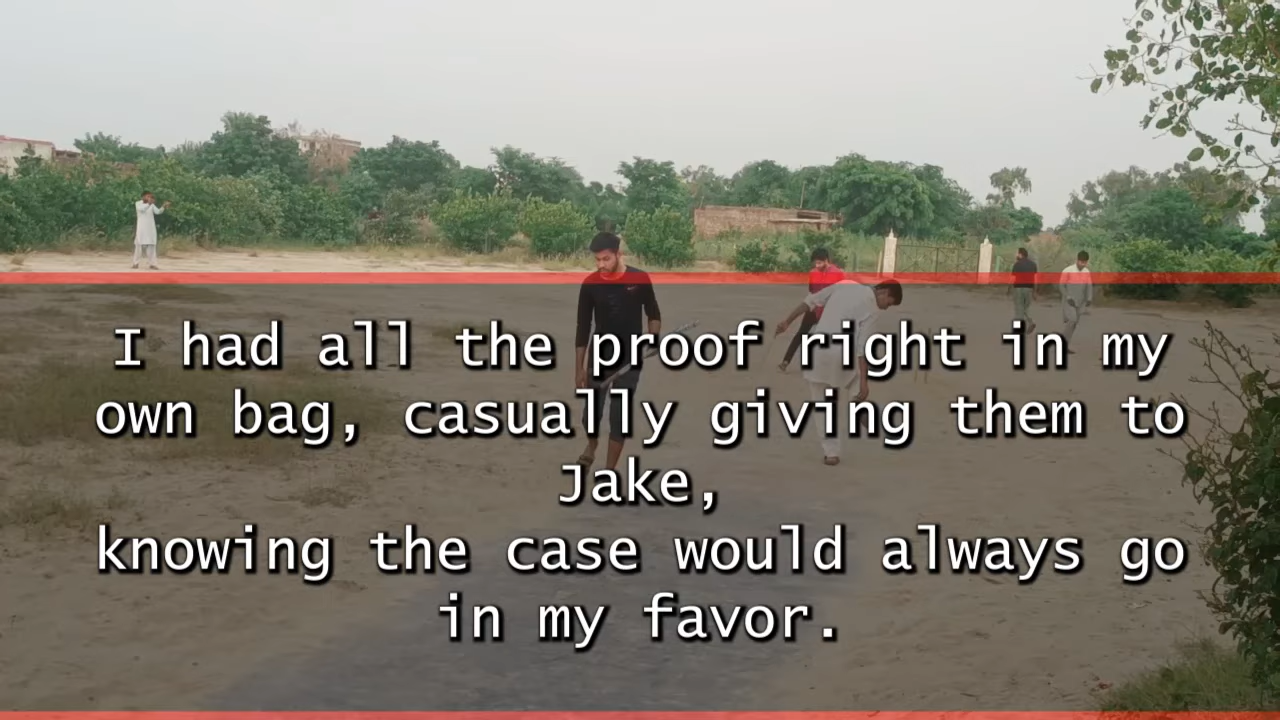 I had all the proof right in my
own bag, casually giving them to
Jake,
knowing the case would always go
in my favor.